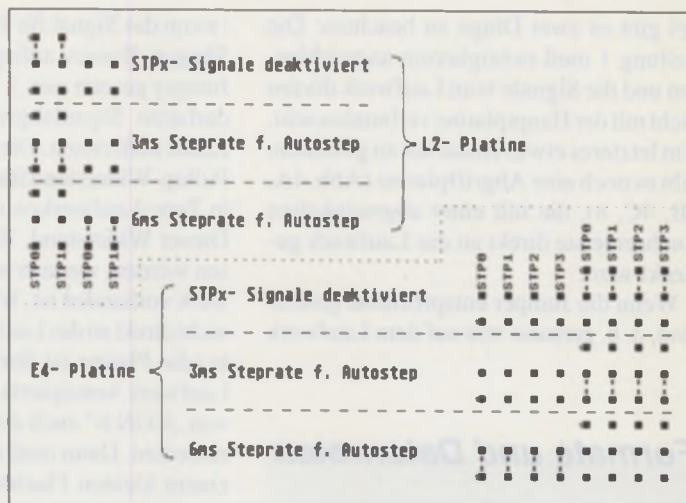 STPx- Signale deaktiviert
3ms Steprate f. Autostep
L2- Platine
6ms Steprate f. Autostep
STP0 STP1 STP0 STP1
STPx- Signale deaktiviert
STP0 STP1 STP2 STP3 STP0 STP1 STP2 STP3
E4- Platine
3ms Steprate f. Autostep
6ms Steprate f. Autostep